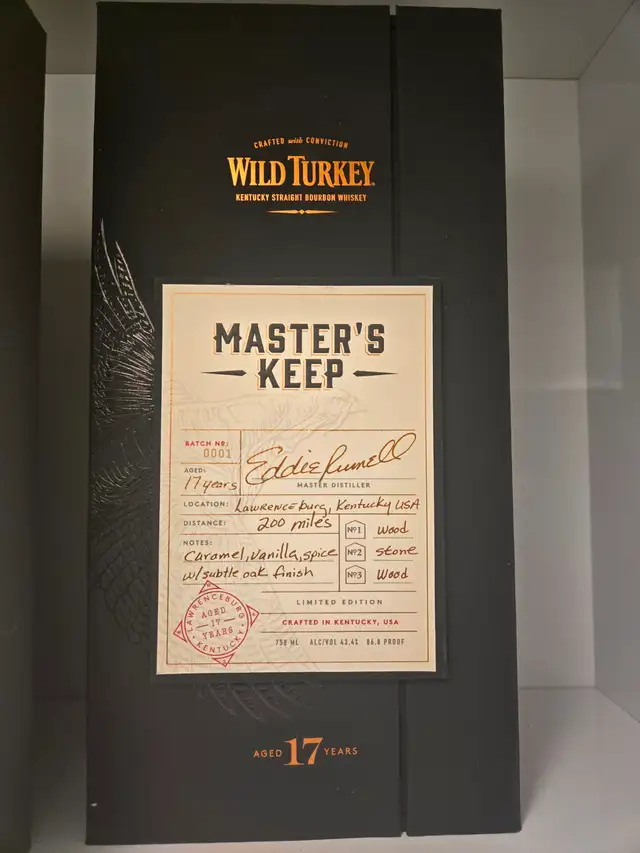 CRAFTED with CONVICTION
WILD TURKEY®
KENTUCKY STRAIGHT BOURBON WHISKEY
MASTER'S
KEEP
BATCH Nº:
0001
Eddie Russell
MASTER DISTILLER
AGED:
17 years
LOCATION: Lawrenceburg, Kentucky USA
DISTANCE: 200 miles
NOTES:
Caramel, vanilla, spice
w/subtle oak finish
Nº1 Wood
Nº2 stone
Nº3 Wood
LAWRENCEBURG
AGED
17
YEARS
KENTUCKY
LIMITED EDITION
CRAFTED IN KENTUCKY, USA
750 ML ALC/VOL 43.4% 86.8 PROOF
AGED 17 YEARS